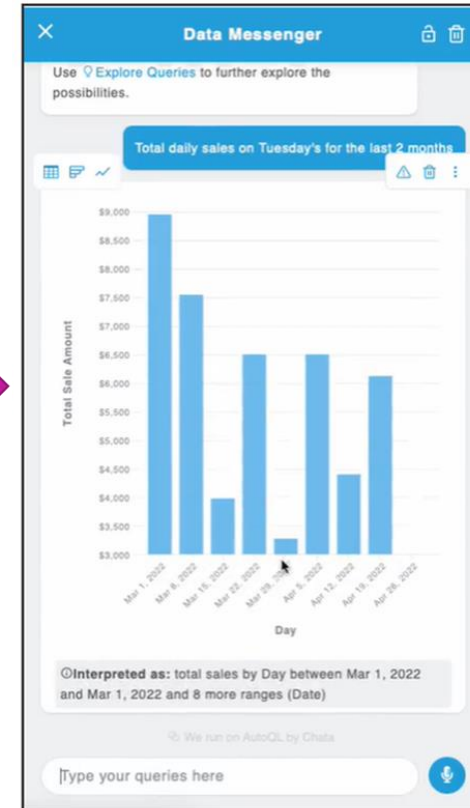 Data Messenger
Use Explore Queries to further explore the
possibilities.
Total daily sales on Tuesday's for the last 2 months
$9,000
$8,500
$8,000
$7,500
$7,000
$6,500
$6,000
$5,500
$5,000
$4,500
$4,000
$3,500
$3,000
Total Sale Amount
Mar 1, 2022
Mar 8, 2022
Mar 15, 2022
Mar 22, 2022
Mar 29, 2022
Apr 5, 2022
Apr 12, 2022
Apr 19, 2022
Apr 26, 2022
Day
Interpreted as: total sales by Day between Mar 1, 2022
and Mar 1, 2022 and 8 more ranges (Date)
We run on AutoQL by Chata
Type your queries here